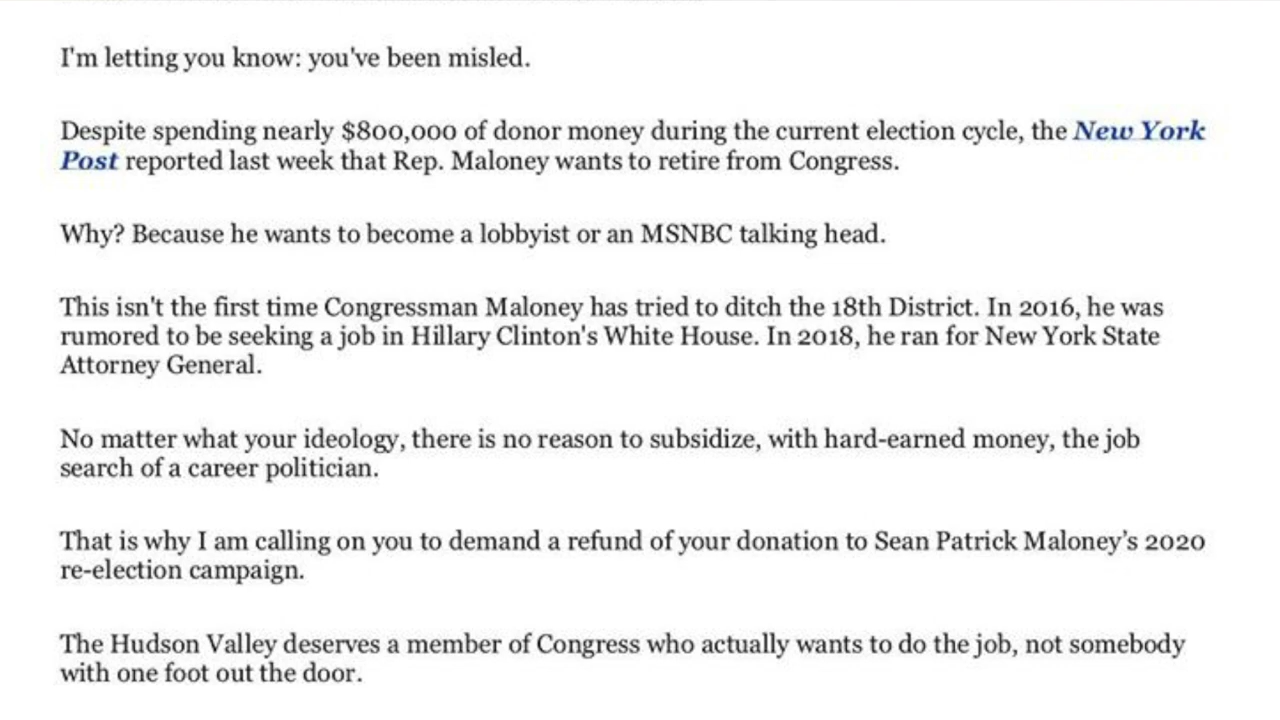 I'm letting you know: you've been misled.
Despite spending nearly $800,000 of donor money during the current election cycle, the New York
Post reported last week that Rep. Maloney wants to retire from Congress.
Why? Because he wants to become a lobbyist or an MSNBC talking head.
This isn't the first time Congressman Maloney has tried to ditch the 18th District. In 2016, he was
rumored to be seeking a job in Hillary Clinton's White House. In 2018, he ran for New York State
Attorney General.
No matter what your ideology, there is no reason to subsidize, with hard-earned money, the job
search of a career politician.
That is why I am calling on you to demand a refund of your donation to Sean Patrick Maloney’s 2020
re-election campaign.
The Hudson Valley deserves a member of Congress who actually wants to do the job, not somebody
with one foot out the door.